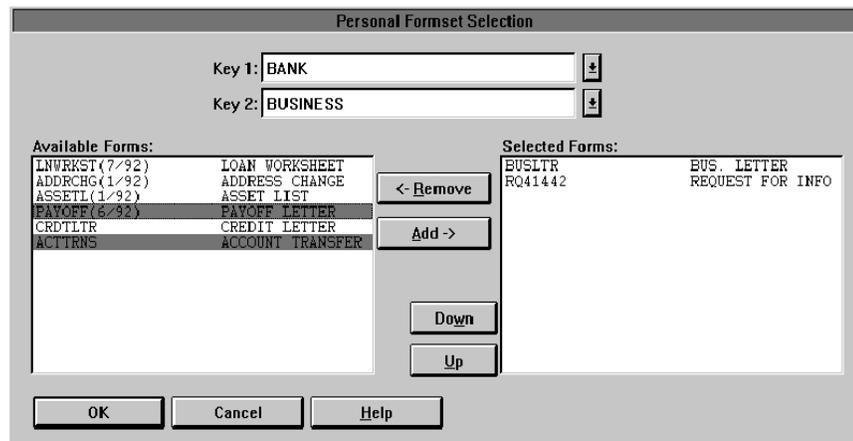 Personal Formset Selection
Key 1: BANK
Key 2: BUSINESS
Available Forms:
LNWRKST(7/92) LOAN WORKSHEET
ADDRCHG(1/92) ADDRESS CHANGE
ASSETL(1/92) ASSET LIST
PAYOFF(6/92) PAYOFF LETTER
CRDTLTR CREDIT LETTER
ACTTRNS ACCOUNT TRANSFER
<- Remove
Add ->
Down
Up
Selected Forms:
BUSLTR BUS. LETTER
RQ41442 REQUEST FOR INFO
OK Cancel Help